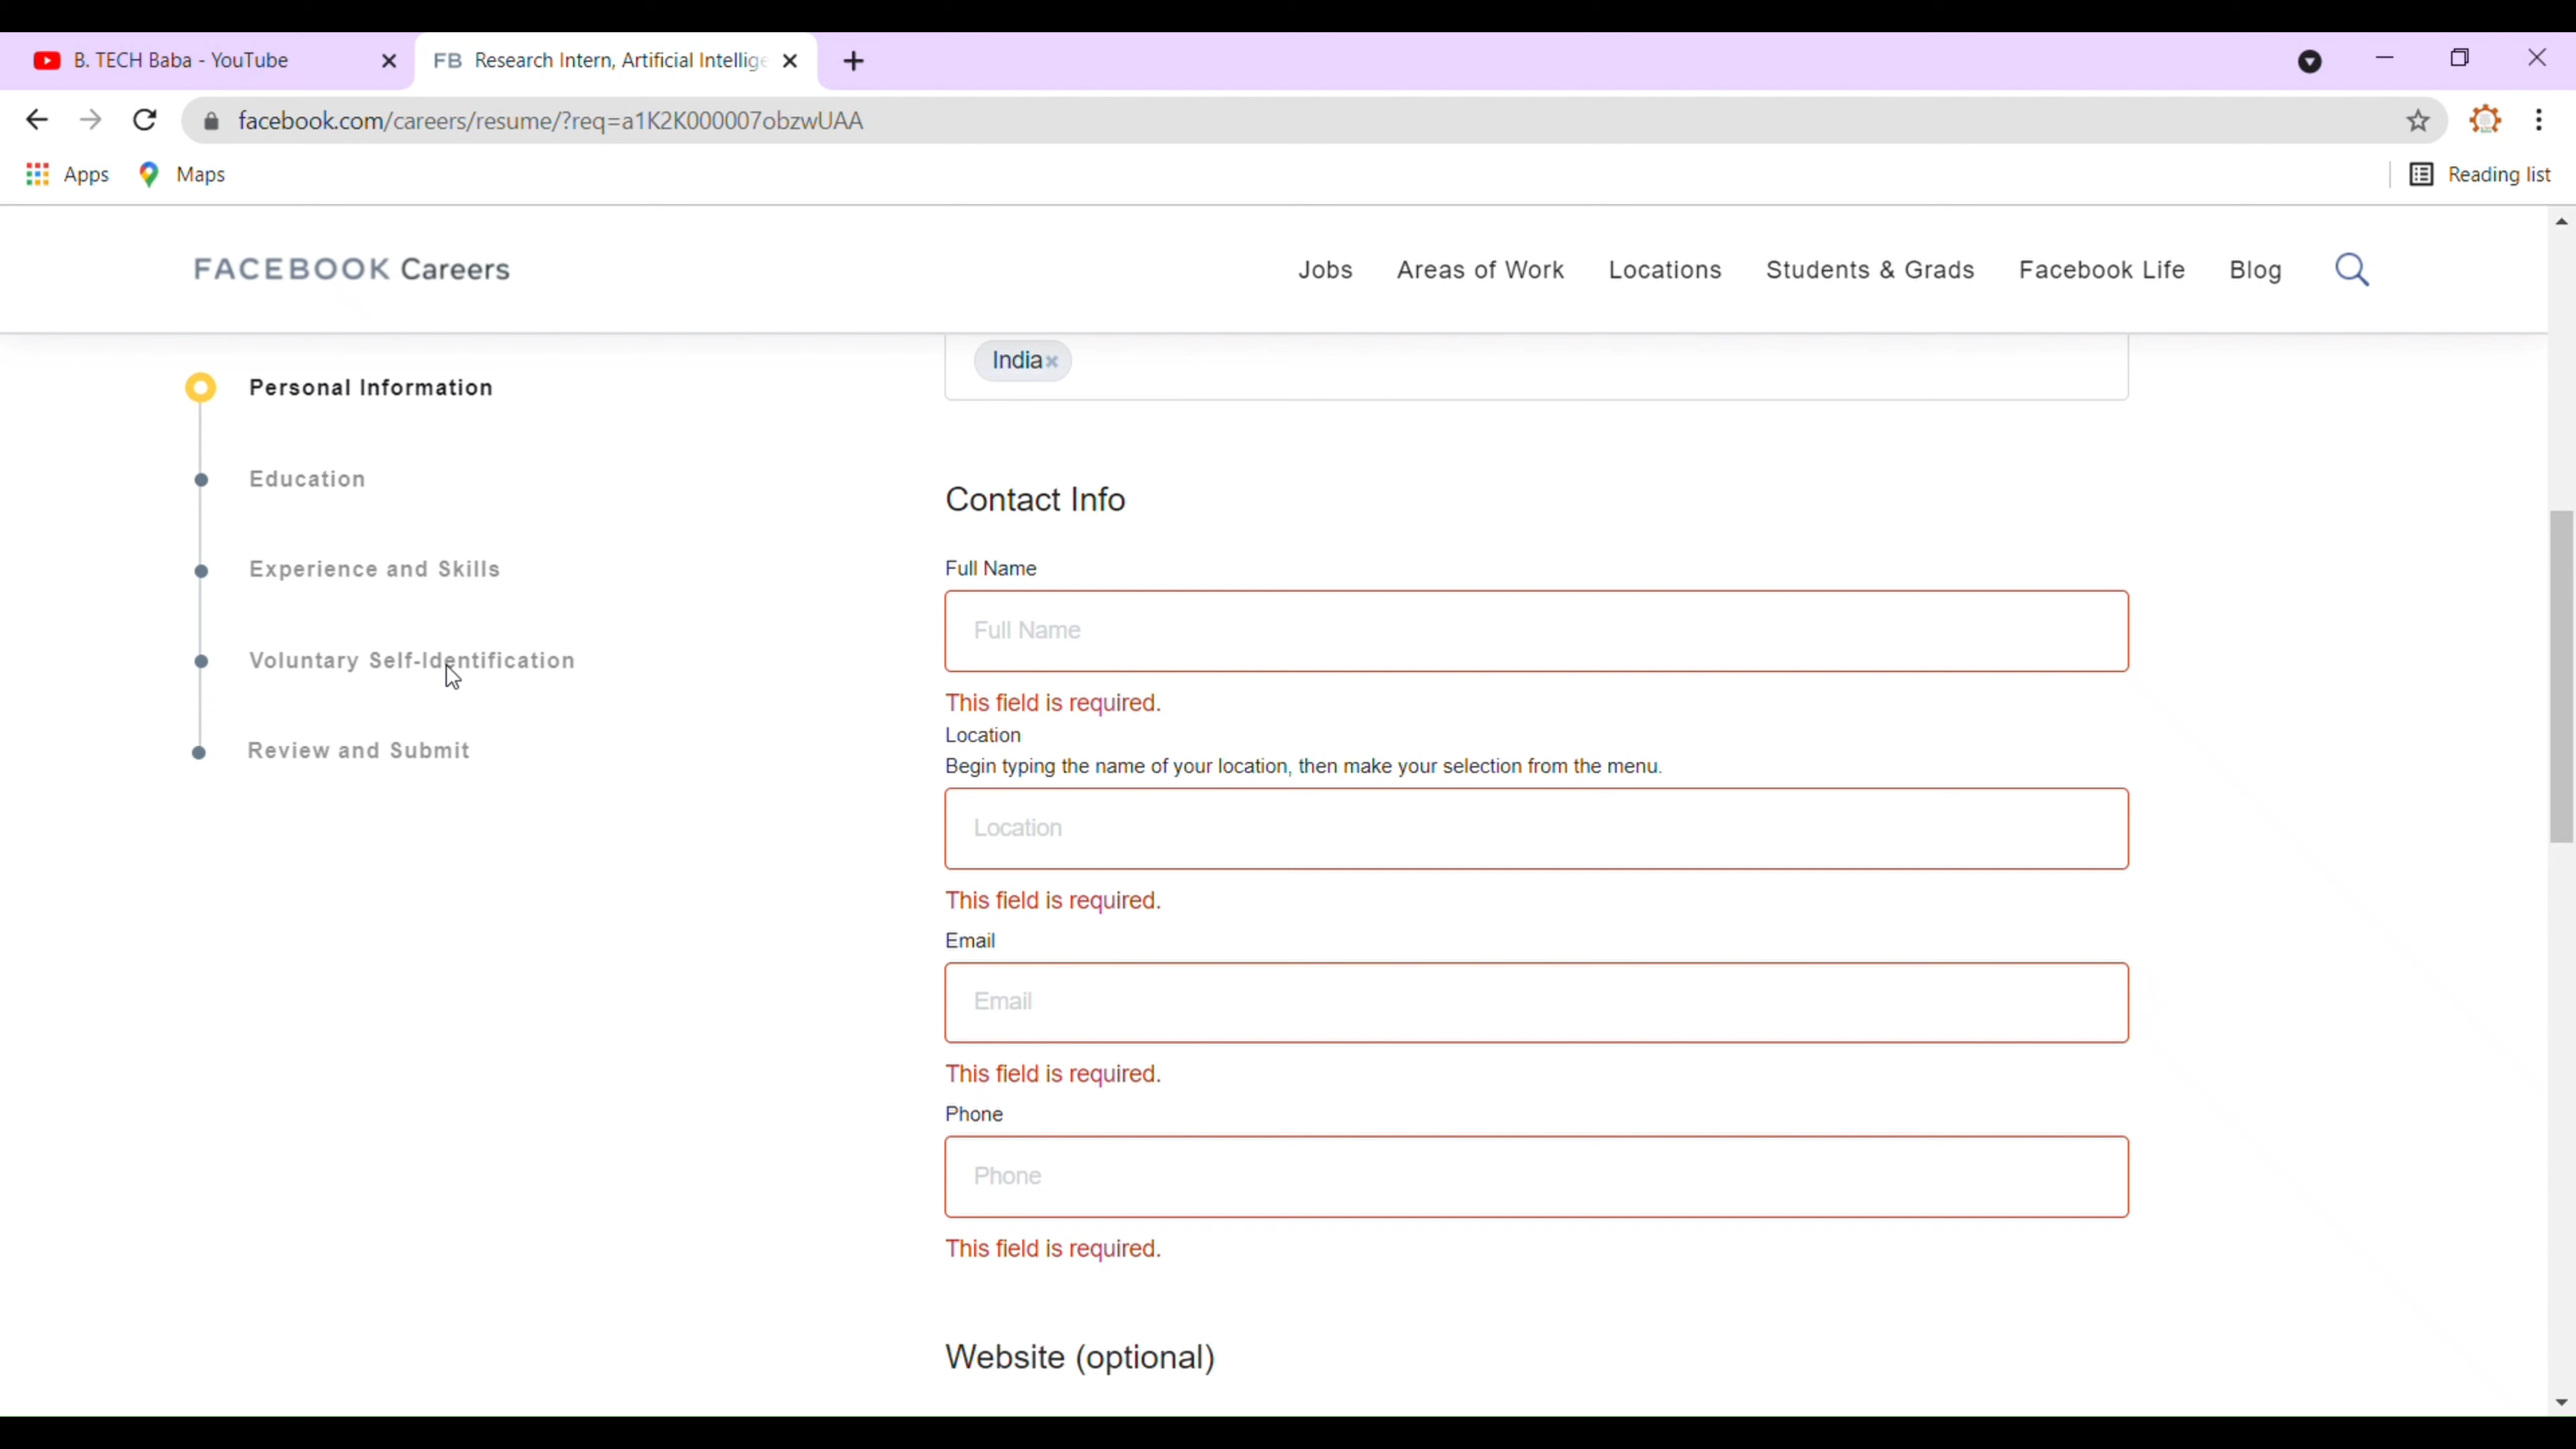 B. TECH Baba - YouTube
FB Research Intern, Artificial Intellige
facebook.com/careers/resume/?req=a1K2K000007obzwUAA
Apps Maps Reading list
FACEBOOK Careers Jobs Areas of Work Locations Students & Grads Facebook Life Blog
India
Personal Information
Education
Experience and Skills
Voluntary Self-Identification
Review and Submit
Contact Info
Full Name
Full Name
This field is required.
Location
Begin typing the name of your location, then make your selection from the menu.
Location
This field is required.
Email
Email
This field is required.
Phone
Phone
This field is required.
Website (optional)